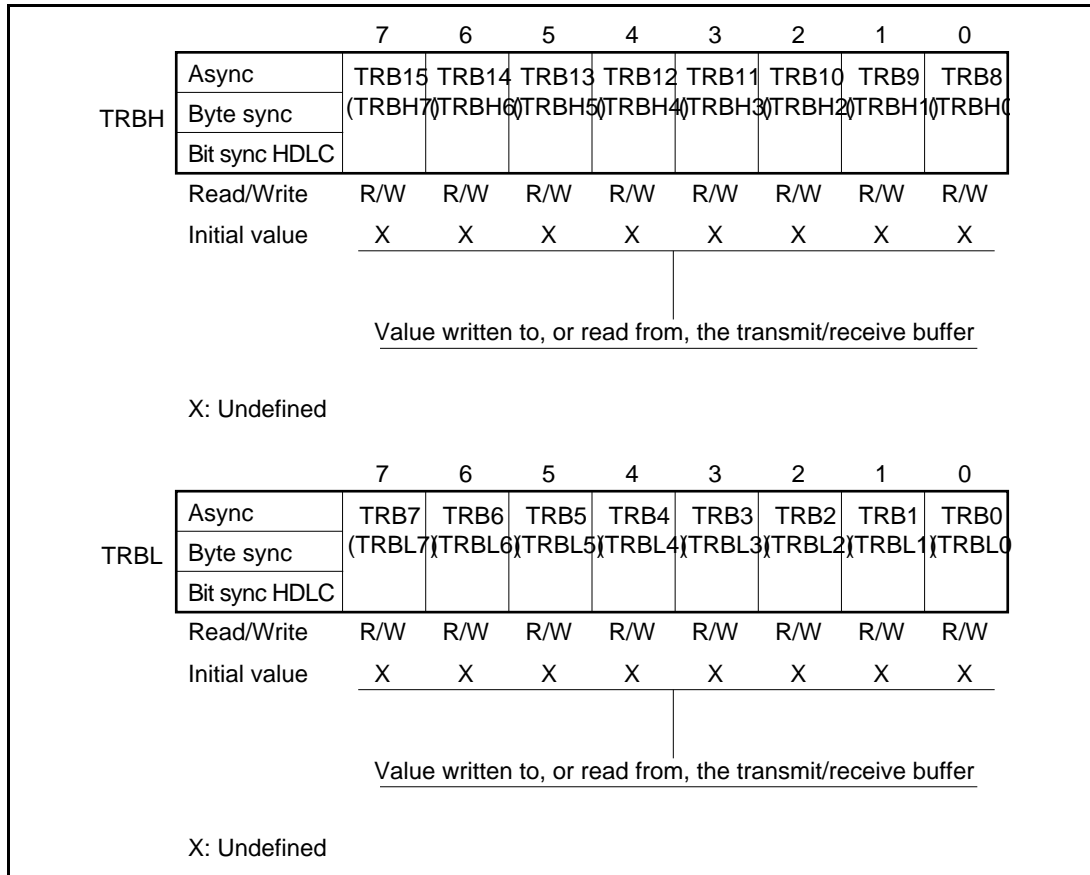 7 6 5 4 3 2 1 0
Async TRB15 TRB14 TRB13 TRB12 TRB11 TRB10 TRB9 TRB8
TRBH Byte sync (TRBH7) (TRBH6) (TRBH5) (TRBH4) (TRBH3) (TRBH2) (TRBH1) (TRBH0
Bit sync HDLC
Read/Write R/W R/W R/W R/W R/W R/W R/W R/W
Initial value X X X X X X X X
Value written to, or read from, the transmit/receive buffer
X: Undefined
7 6 5 4 3 2 1 0
Async TRB7 TRB6 TRB5 TRB4 TRB3 TRB2 TRB1 TRB0
TRBL Byte sync (TRBL7) (TRBL6) (TRBL5) (TRBL4) (TRBL3) (TRBL2) (TRBL1) (TRBL0
Bit sync HDLC
Read/Write R/W R/W R/W R/W R/W R/W R/W R/W
Initial value X X X X X X X X
Value written to, or read from, the transmit/receive buffer
X: Undefined